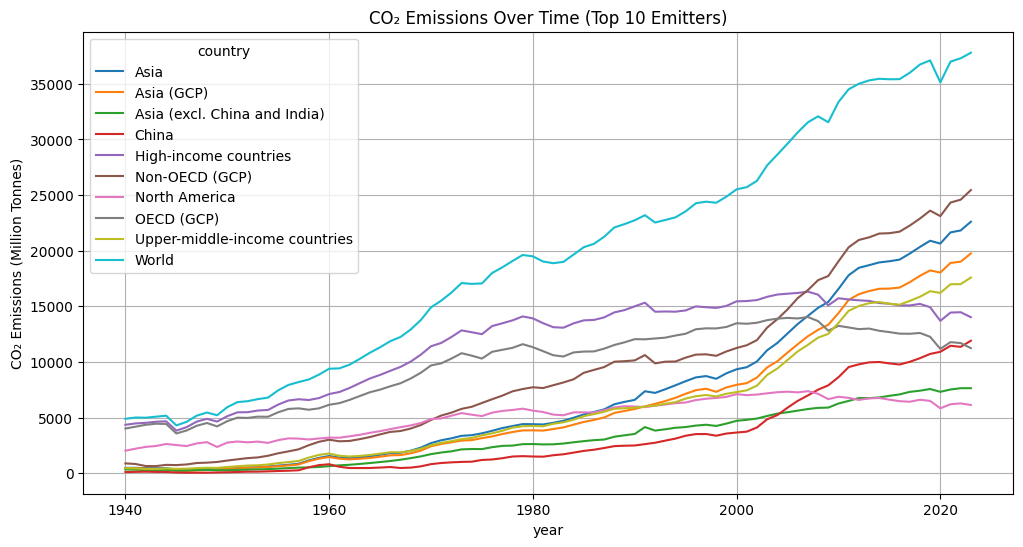 CO₂ Emissions Over Time (Top 10 Emitters)
country
Asia
Asia (GCP)
Asia (excl. China and India)
China
High-income countries
Non-OECD (GCP)
North America
OECD (GCP)
Upper-middle-income countries
World
CO₂ Emissions (Million Tonnes)
35000
30000
25000
20000
15000
10000
5000
0
1940
1960
1980
2000
2020
year